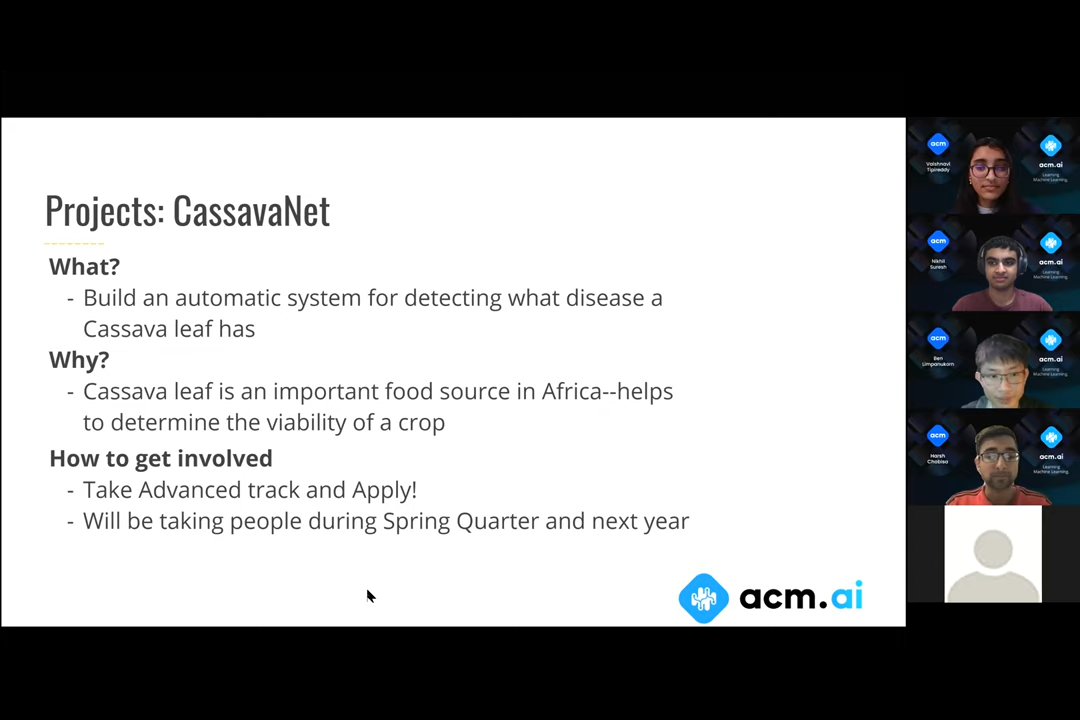 Projects: CassavaNet
What?
- Build an automatic system for detecting what disease a
Cassava leaf has
Why?
- Cassava leaf is an important food source in Africa--helps
to determine the viability of a crop
How to get involved
- Take Advanced track and Apply!
- Will be taking people during Spring Quarter and next year
acm.ai
acm
Vaishnavi
Tipireddy
acm.ai
Learning
Machine Learning.
acm
Nikhil
Suresh
acm.ai
Learning
Machine Learning.
acm
Ben
Limpanukorn
acm.ai
Learning
Machine Learning.
acm
Harsh
Chobisa
acm.ai
Learning
Machine Learning.